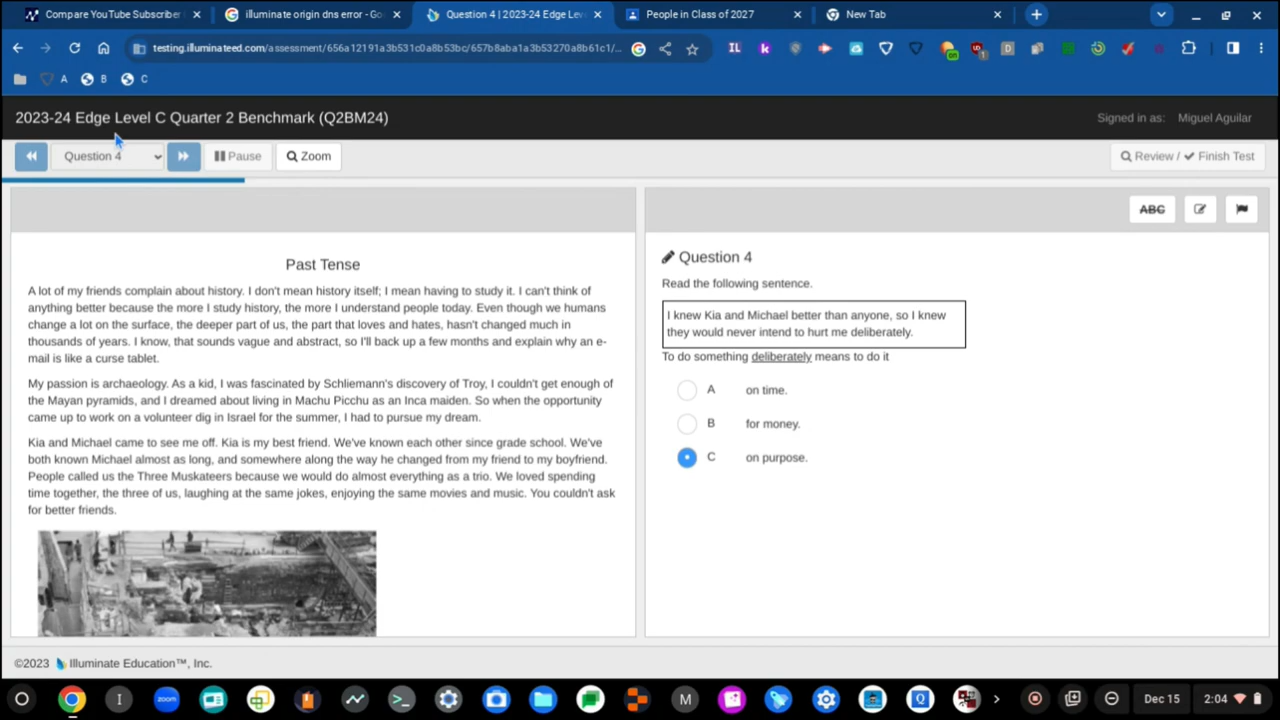 Compare YouTube Subscriber
illuminate origin dns error - Go
Question 4 | 2023-24 Edge Lev
People in Class of 2027
New Tab
testing.illuminateed.com/assessment/656a12191a3b531c0a8b53bc/657b8aba1a3b53270a8b61c1/...
A B C
2023-24 Edge Level C Quarter 2 Benchmark (Q2BM24)
Signed in as: Miguel Aguilar
Question 4
Pause
Zoom
Review / Finish Test
Past Tense
A lot of my friends complain about history. I don't mean history itself; I mean having to study it. I can't think of
anything better because the more I study history, the more I understand people today. Even though we humans
change a lot on the surface, the deeper part of us, the part that loves and hates, hasn't changed much in
thousands of years. I know, that sounds vague and abstract, so I'll back up a few months and explain why an e-
mail is like a curse tablet.
My passion is archaeology. As a kid, I was fascinated by Schliemann's discovery of Troy, I couldn't get enough of
the Mayan pyramids, and I dreamed about living in Machu Picchu as an Inca maiden. So when the opportunity
came up to work on a volunteer dig in Israel for the summer, I had to pursue my dream.
Kia and Michael came to see me off. Kia is my best friend. We've known each other since grade school. We've
both known Michael almost as long, and somewhere along the way he changed from my friend to my boyfriend.
People called us the Three Muskateers because we would do almost everything as a trio. We loved spending
time together, the three of us, laughing at the same jokes, enjoying the same movies and music. You couldn't ask
for better friends.
ABC
Question 4
Read the following sentence.
I knew Kia and Michael better than anyone, so I knew
they would never intend to hurt me deliberately.
To do something deliberately means to do it
A on time.
B for money.
C on purpose.
©2023 Illuminate Education™, Inc.
zoom
Dec 15
2:04